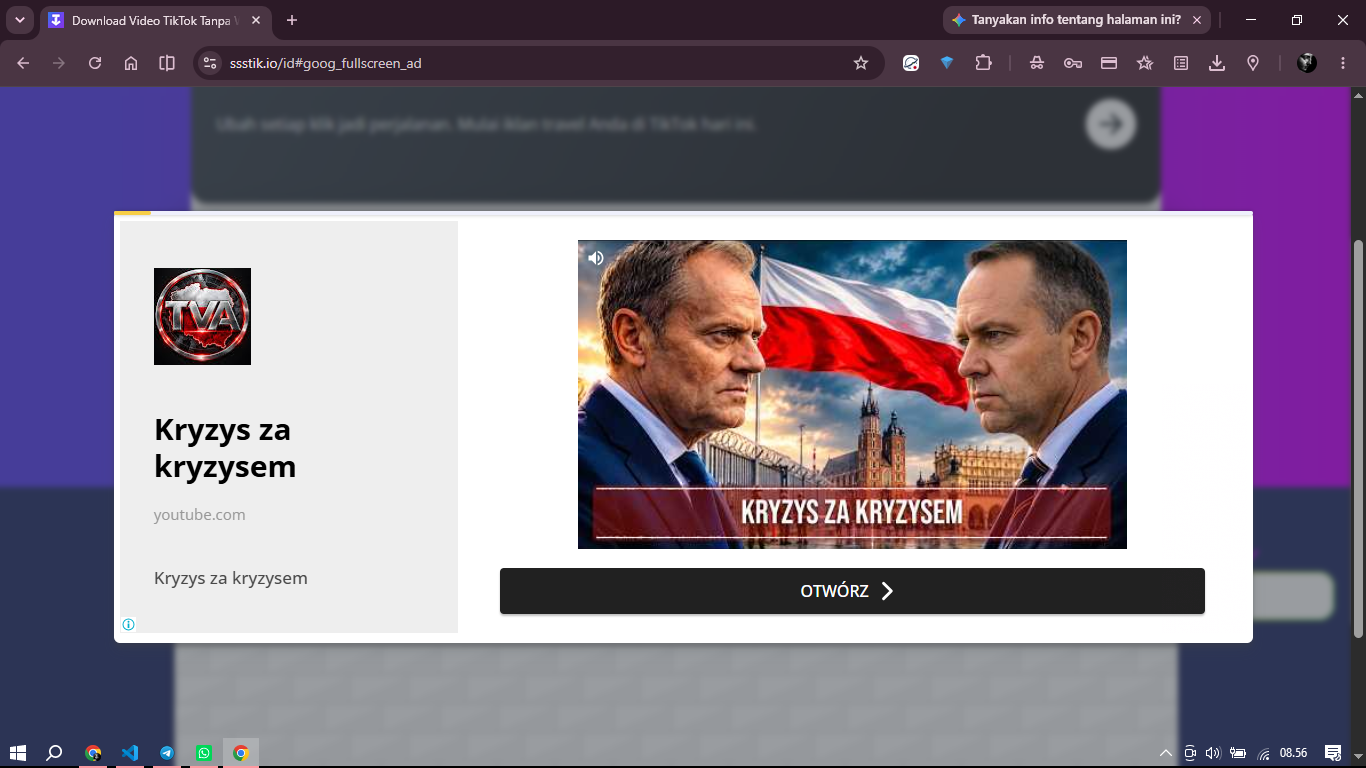 Download Video TikTok Tanpa
Tanyakan info tentang halaman ini?
ssstik.io/id#goog_fullscreen_ad
Ubah setiap klik jadi perjalanan. Mulai iklan travel Anda di TikTok hari ini.
TVA
Kryzys za
kryzysem
youtube.com
Kryzys za kryzysem
KRYZYS ZA KRYZYSEM
OTWÓRZ
08.56